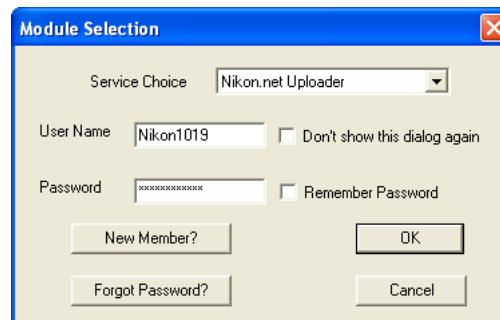 Module Selection
Service Choice Nikon.net Uploader
User Name Nikon1019 Don't show this dialog again
Password ************ Remember Password
New Member? OK
Forgot Password? Cancel